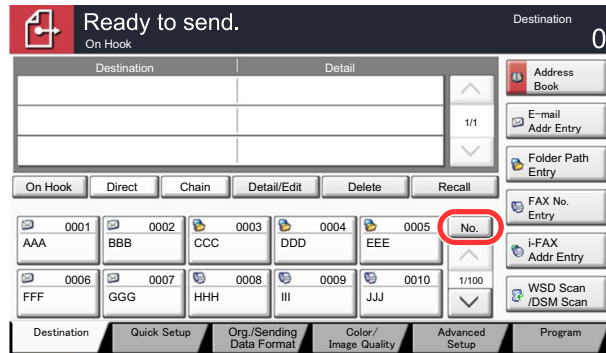 Ready to send.
On Hook
Destination
0
Destination Detail
1/1
On Hook Direct Chain Detail/Edit Delete Recall
0001 0002 0003 0004 0005 No.
AAA BBB CCC DDD EEE
0006 0007 0008 0009 0010 1/100
FFF GGG HHH III JJJ
Address
Book
E-mail
Addr Entry
Folder Path
Entry
FAX No.
Entry
i-FAX
Addr Entry
WSD Scan
/DSM Scan
Destination
Quick Setup
Org./Sending
Data Format
Color/
Image Quality
Advanced
Setup
Program